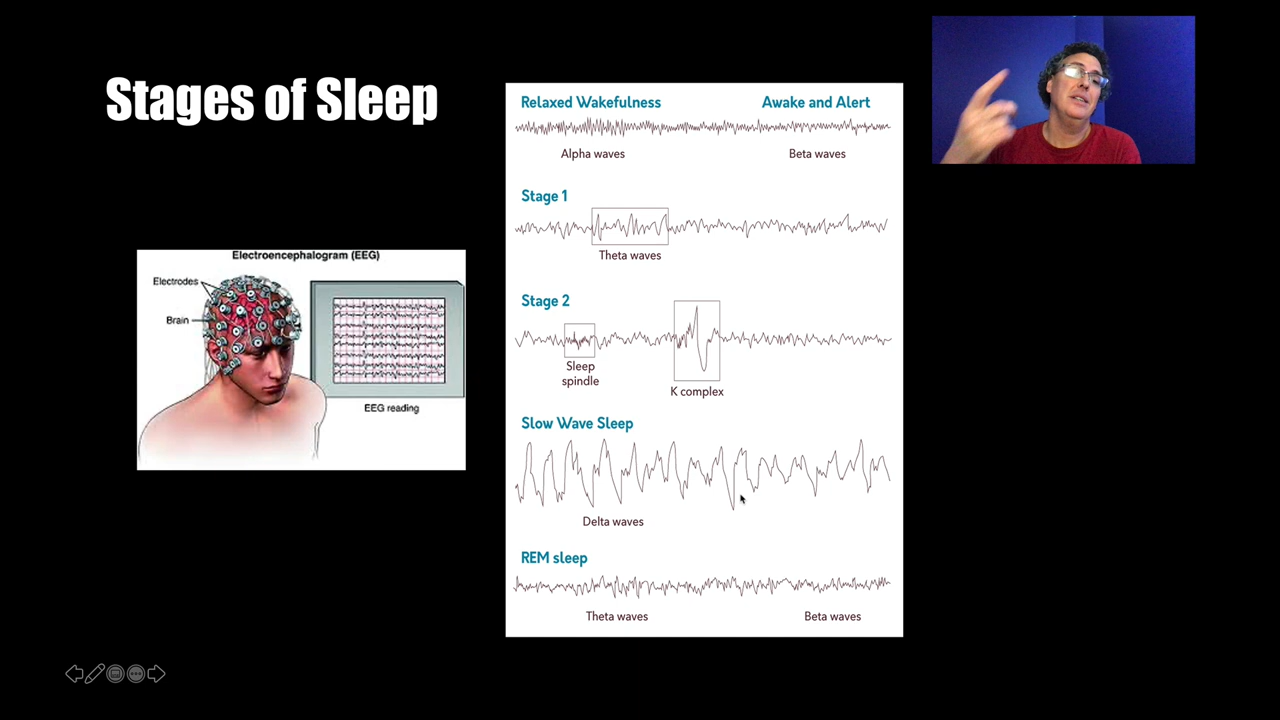 Stages of Sleep
Electroencephalogram (EEG)
Electrodes
Brain
EEG reading
Relaxed Wakefulness
Awake and Alert
Alpha waves
Beta waves
Stage 1
Theta waves
Stage 2
Sleep
spindle
K complex
Slow Wave Sleep
Delta waves
REM sleep
Theta waves
Beta waves